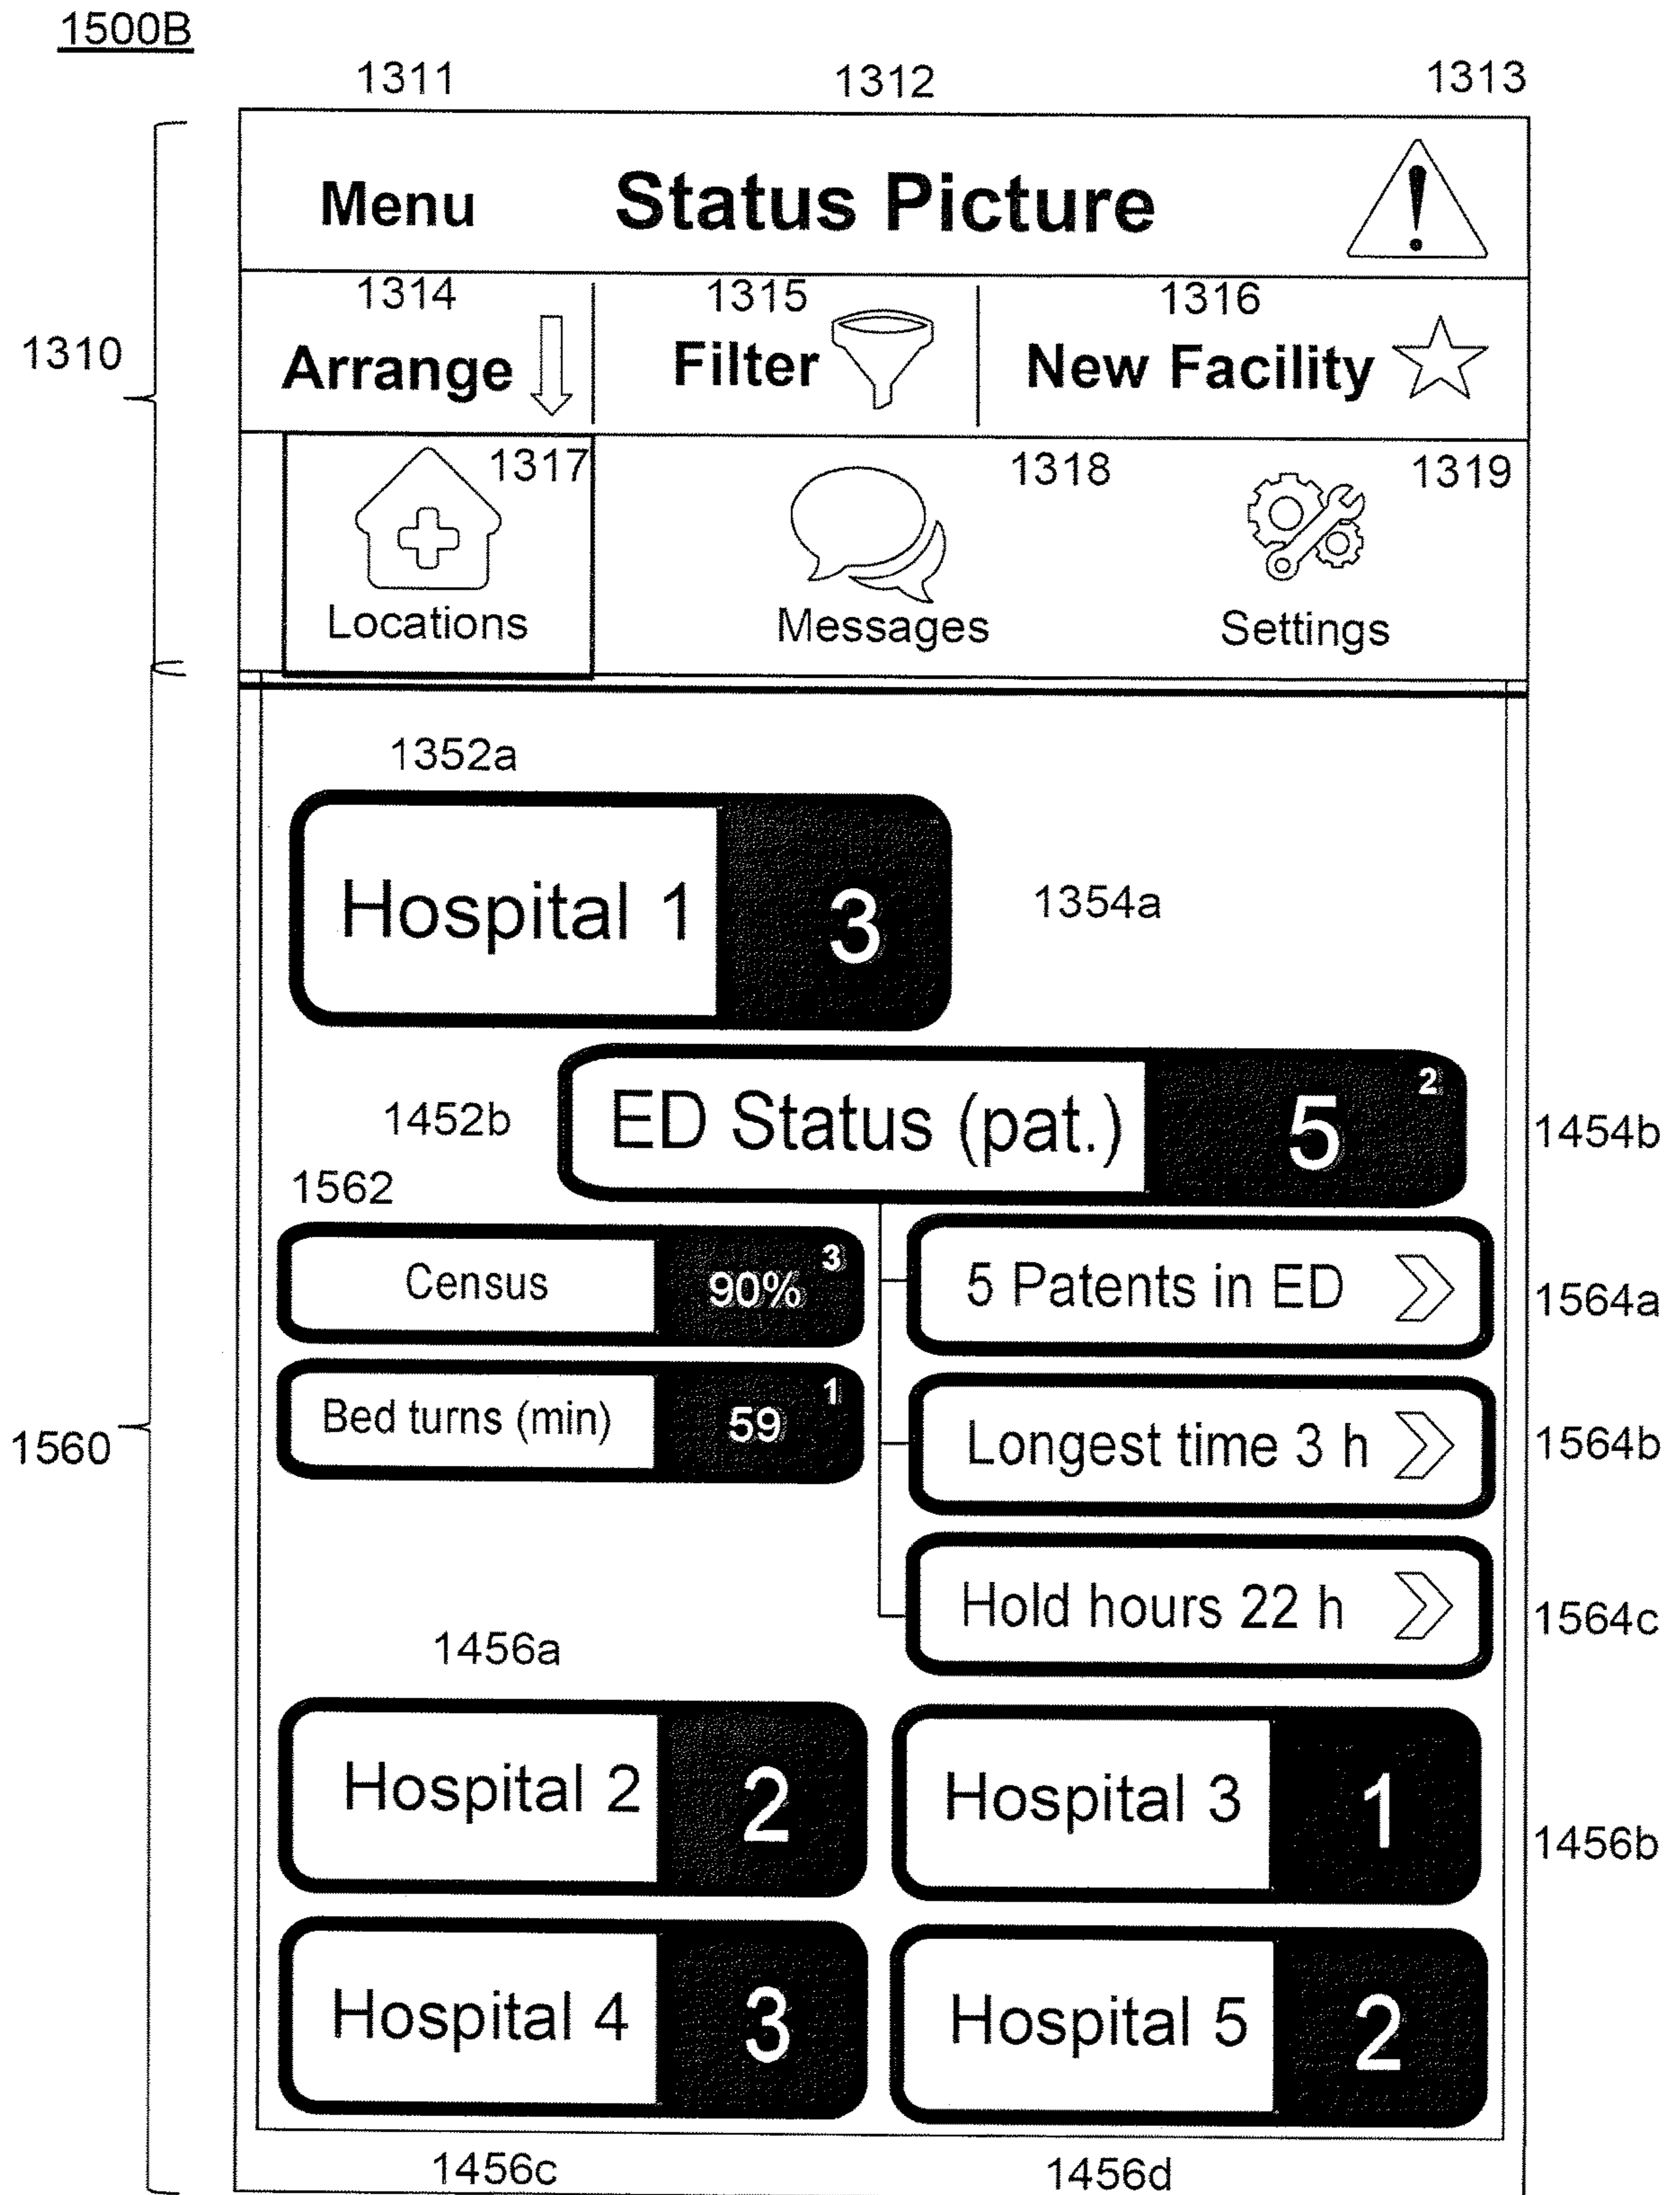 1500B
1311 1312 1313
Menu Status Picture !
1314 1315 1316
1310
Arrange Filter New Facility
1317 1318 1319
Locations Messages Settings
1352a
Hospital 1 3 1354a
1452b ED Status (pat.) 5 2 1454b
1562
Census 90% 3
5 Patents in ED 1564a
Bed turns (min) 59 1
1560
Longest time 3 h 1564b
Hold hours 22 h 1564c
1456a
Hospital 2 2 Hospital 3 1
1456b
Hospital 4 3 Hospital 5 2
1456c 1456d